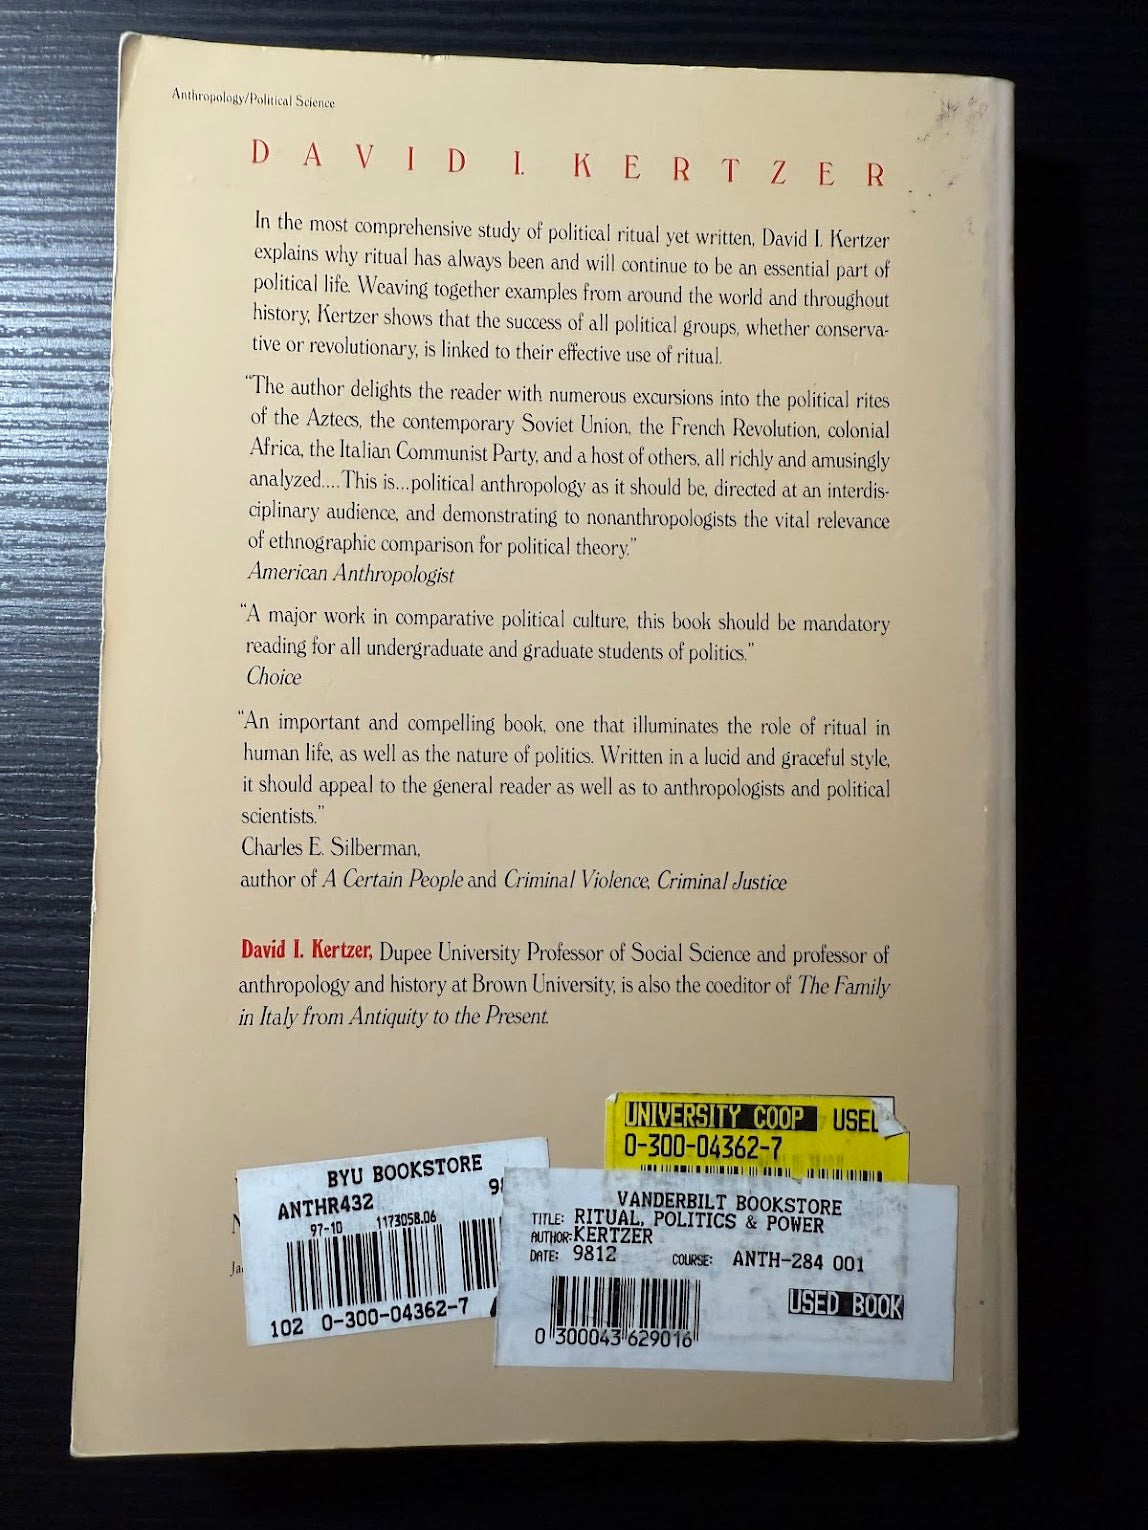 Anthropology/Political Science
DAVID I. KERTZER
In the most comprehensive study of political ritual yet written, David I. Kertzer
explains why ritual has always been and will continue to be an essential part of
political life. Weaving together examples from around the world and throughout
history, Kertzer shows that the success of all political groups, whether conserva-
tive or revolutionary, is linked to their effective use of ritual.
“The author delights the reader with numerous excursions into the political rites
of the Aztecs, the contemporary Soviet Union, the French Revolution, colonial
Africa, the Italian Communist Party, and a host of others, all richly and amusingly
analyzed....This is...political anthropology as it should be, directed at an interdis-
ciplinary audience, and demonstrating to nonanthropologists the vital relevance
of ethnographic comparison for political theory.”
American Anthropologist
“A major work in comparative political culture, this book should be mandatory
reading for all undergraduate and graduate students of politics.”
Choice
“An important and compelling book, one that illuminates the role of ritual in
human life, as well as the nature of politics. Written in a lucid and graceful style,
it should appeal to the general reader as well as to anthropologists and political
scientists.”
Charles E. Silberman,
author of A Certain People and Criminal Violence, Criminal Justice
David I. Kertzer, Dupee University Professor of Social Science and professor of
anthropology and history at Brown University, is also the coeditor of The Family
in Italy from Antiquity to the Present.
UNIVERSITY COOP USE
0-300-04362-7
BYU BOOKSTORE
ANTHR432
97-10 1173058.06
102 0-300-04362-7
VANDERBILT BOOKSTORE
TITLE: RITUAL, POLITICS & POWER
AUTHOR: KERTZER
DATE: 9812 COURSE: ANTH-284 001
USED BOOK
0 300043 629016